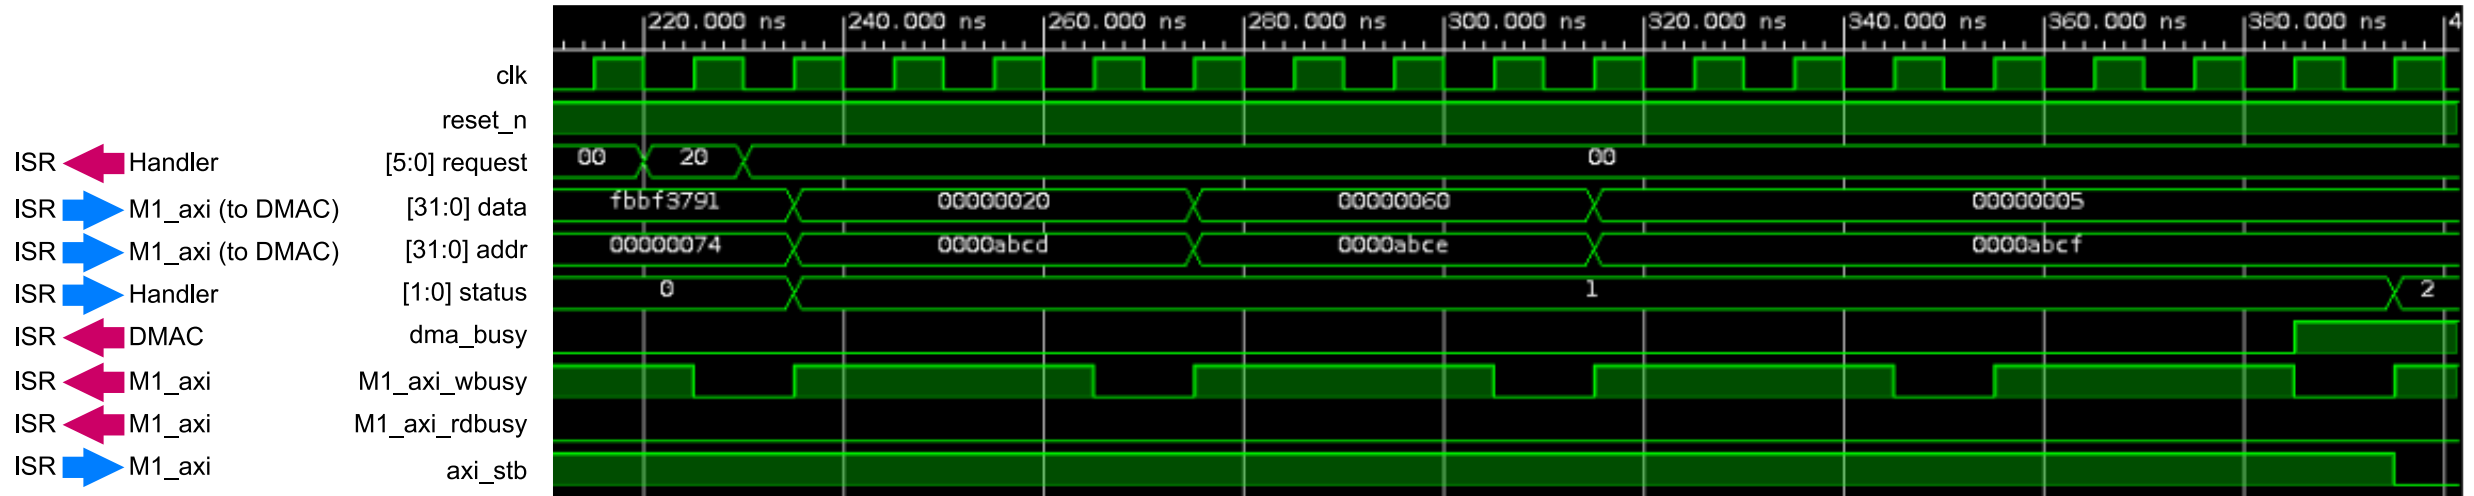 220.000 ns 240.000 ns 260.000 ns 280.000 ns 300.000 ns 320.000 ns 340.000 ns 360.000 ns 380.000 ns 4
clk
reset_n
ISR Handler [5:0] request 00 20 00
ISR M1_axi (to DMAC) [31:0] data fbbf3791 00000020 00000060 00000005
ISR M1_axi (to DMAC) [31:0] addr 00000074 0000abcd 0000abce 0000abcf
ISR Handler [1:0] status 0 1 2
ISR DMAC dma_busy
ISR M1_axi M1_axi_wbusy
ISR M1_axi M1_axi_rdbusy
ISR M1_axi axi_stb